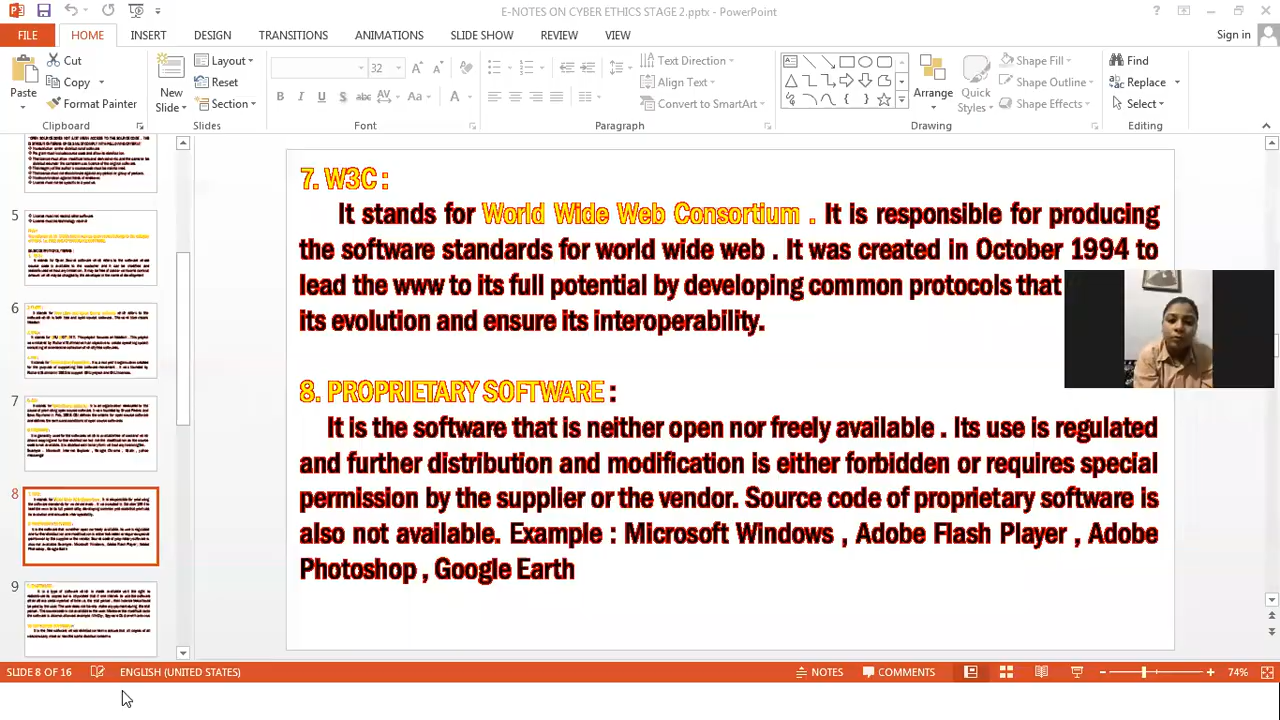 E-NOTES ON CYBER ETHICS STAGE 2.pptx - PowerPoint
FILE HOME INSERT DESIGN TRANSITIONS ANIMATIONS SLIDE SHOW REVIEW VIEW Sign in
Paste
Cut
Copy
Format Painter
Clipboard
New
Slide
Layout
Reset
Section
Slides
32
Font
Text Direction
Align Text
Convert to SmartArt
Paragraph
Arrange
Quick
Styles
Shape Fill
Shape Outline
Shape Effects
Drawing
Find
Replace
Select
Editing
5
6
7
8
9
7. W3C :
It stands for World Wide Web Consortium . It is responsible for producing
the software standards for world wide web . It was created in October 1994 to
lead the www to its full potential by developing common protocols that
its evolution and ensure its interoperability.
8. PROPRIETARY SOFTWARE :
It is the software that is neither open nor freely available . Its use is regulated
and further distribution and modification is either forbidden or requires special
permission by the supplier or the vendor. Source code of proprietary software is
also not available. Example : Microsoft Windows , Adobe Flash Player , Adobe
Photoshop , Google Earth
SLIDE 8 OF 16 ENGLISH (UNITED STATES) NOTES COMMENTS 74%